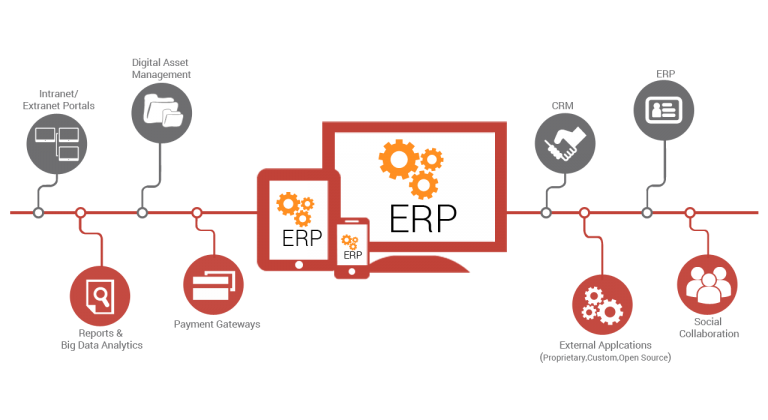 Digital Asset
Management
Intranet/
Extranet Portals
ERP
CRM
ERP
ERP
ERP
Reports &
Big Data Analytics
Payment Gateways
External Applcations
(Proprietary,Custom,Open Source)
Social
Collaboration